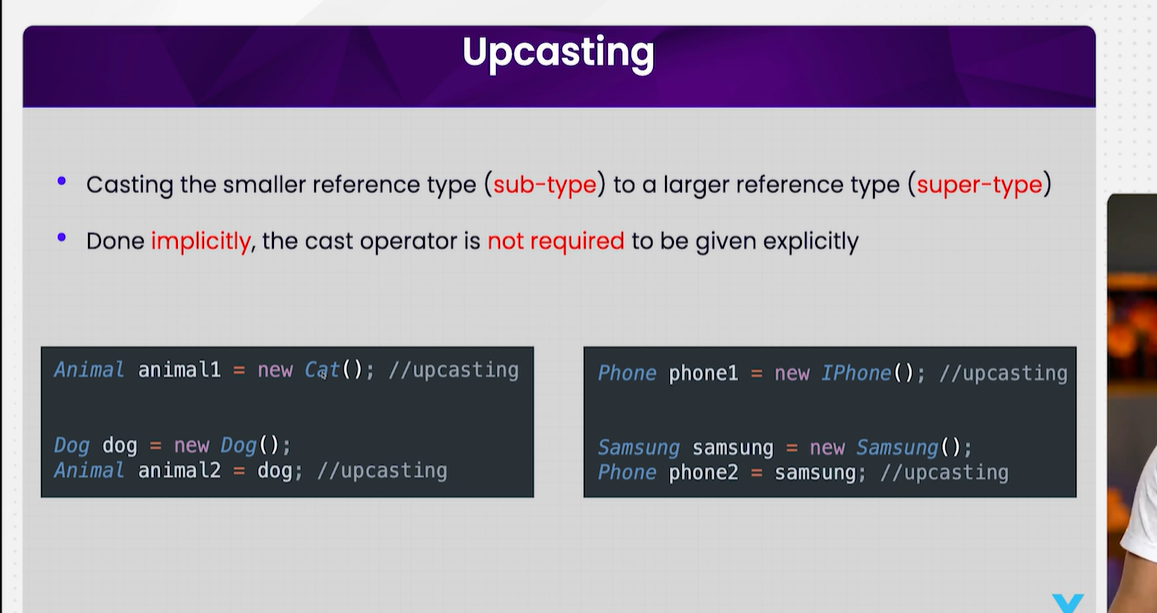 Upcasting
• Casting the smaller reference type (sub-type) to a larger reference type (super-type)
• Done implicitly, the cast operator is not required to be given explicitly
Animal animal1 = new Cat(); //upcasting
Dog dog = new Dog();
Animal animal2 = dog; //upcasting
Phone phone1 = new IPhone(); //upcasting
Samsung samsung = new Samsung();
Phone phone2 = samsung; //upcasting